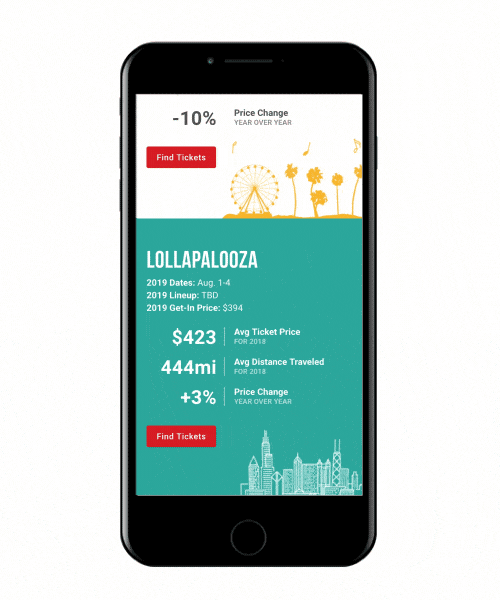 -10%
Price Change
YEAR OVER YEAR
Find Tickets
LOLLAPALOOZA
2019 Dates: Aug. 1-4
2019 Lineup: TBD
2019 Get-In Price: $394
$423
Avg Ticket Price
FOR 2018
444mi
Avg Distance Traveled
FOR 2018
+3%
Price Change
YEAR OVER YEAR
Find Tickets